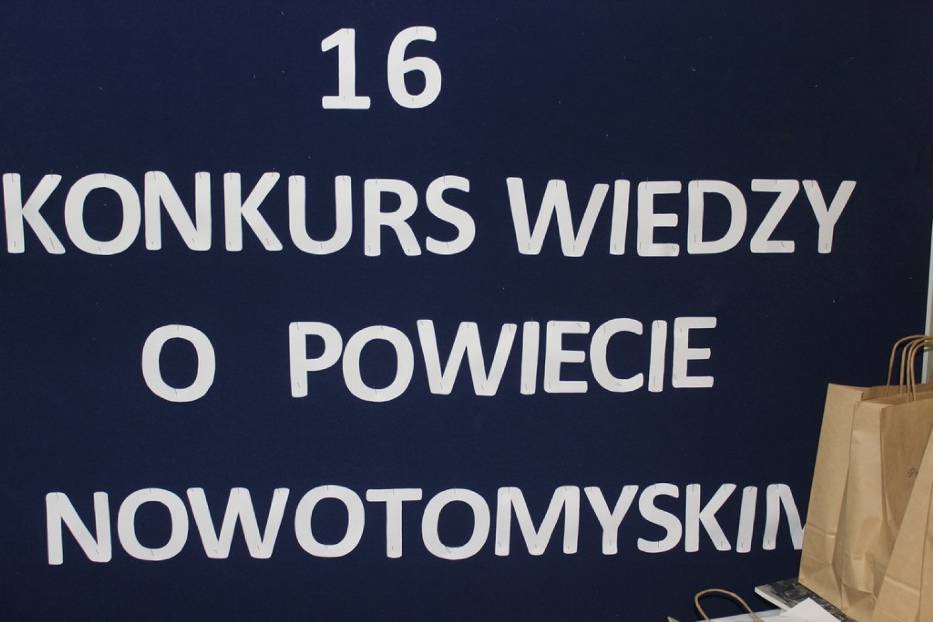 16
KONKURS WIEDZY
O POWIECIE
NOWOTOMYSKIM